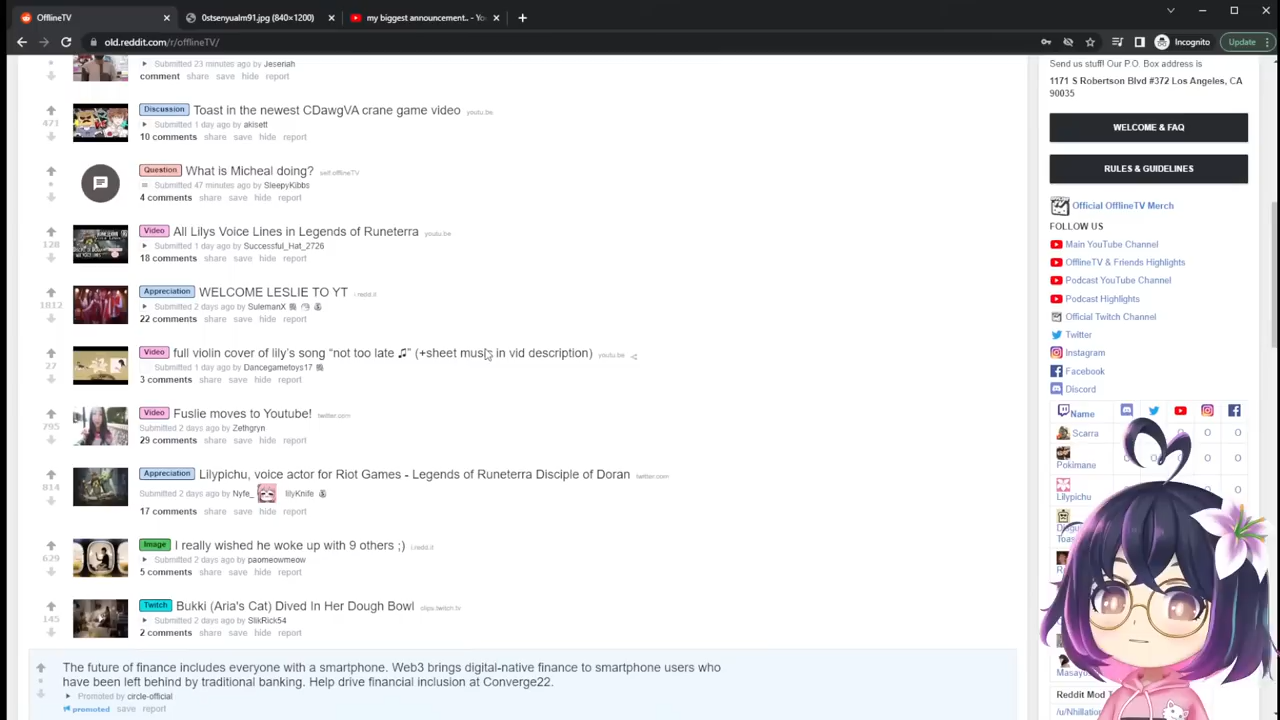 OfflineTV
0stsenyualm91.jpg (840×1200)
my biggest announcement.. - Yo
old.reddit.com/r/offlineTV/
Incognito
Update
Submitted 23 minutes ago by Jeseriah
comment share save hide report
Discussion Toast in the newest CDawgVA crane game video youtu.be
471
Submitted 1 day ago by akisett
10 comments share save hide report
Question What is Micheal doing? self.offlineTV
Submitted 47 minutes ago by SleepyKibbs
4 comments share save hide report
Video All Lilys Voice Lines in Legends of Runeterra youtu.be
128
Submitted 1 day ago by Successful_Hat_2726
18 comments share save hide report
Appreciation WELCOME LESLIE TO YT i.redd.it
1812
Submitted 2 days ago by SulemanX
22 comments share save hide report
Video full violin cover of lily's song "not too late ♫" (+sheet music in vid description) youtu.be
27
Submitted 1 day ago by Dancegametoys17
3 comments share save hide report
Video Fuslie moves to Youtube! twitter.com
795
Submitted 2 days ago by Zethgryn
29 comments share save hide report
Appreciation Lilypichu, voice actor for Riot Games - Legends of Runeterra Disciple of Doran twitter.com
814
Submitted 2 days ago by Nyfe_ lilyKnife
17 comments share save hide report
Image I really wished he woke up with 9 others ;) i.redd.it
629
Submitted 2 days ago by paomeowmeow
5 comments share save hide report
Twitch Bukki (Aria's Cat) Dived In Her Dough Bowl clips.twitch.tv
145
Submitted 2 days ago by SlikRick54
2 comments share save hide report
The future of finance includes everyone with a smartphone. Web3 brings digital-native finance to smartphone users who
have been left behind by traditional banking. Help drive financial inclusion at Converge22.
Promoted by circle-official
promoted save report
Send us stuff! Our P.O. Box address is
1171 S Robertson Blvd #372 Los Angeles, CA
90035
WELCOME & FAQ
RULES & GUIDELINES
Official OfflineTV Merch
FOLLOW US
Main YouTube Channel
OfflineTV & Friends Highlights
Podcast YouTube Channel
Podcast Highlights
Official Twitch Channel
Twitter
Instagram
Facebook
Discord
Name
Scarra O O
Pokimane O O
Lilypichu O
Toas
Masayos
Reddit Mod T
/u/Nhillation